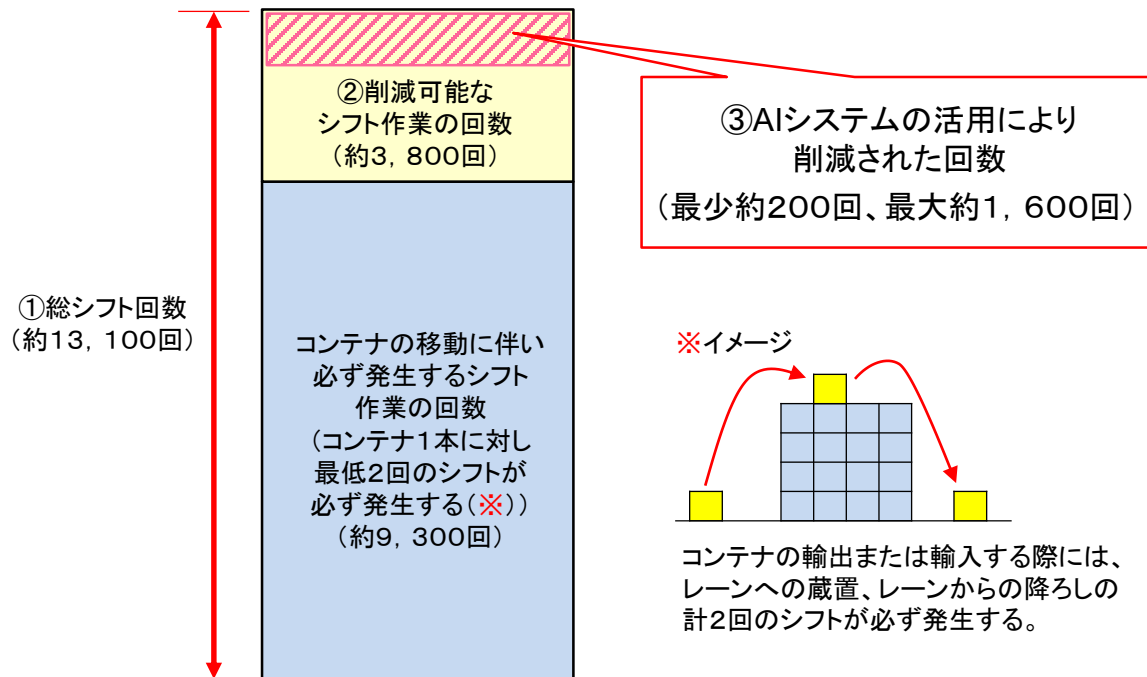 ②削減可能な
シフト作業の回数
（約3，800回）
③AIシステムの活用により
削減された回数
（最少約200回、最大約1，600回）
①総シフト回数
（約13，100回）
コンテナの移動に伴い
必ず発生するシフト
作業の回数
（コンテナ1本に対し
最低2回のシフトが
必ず発生する（※））
（約9，300回）
※イメージ
コンテナの輸出または輸入する際には、
レーンへの蔵置、レーンからの降ろしの
計2回のシフトが必ず発生する。